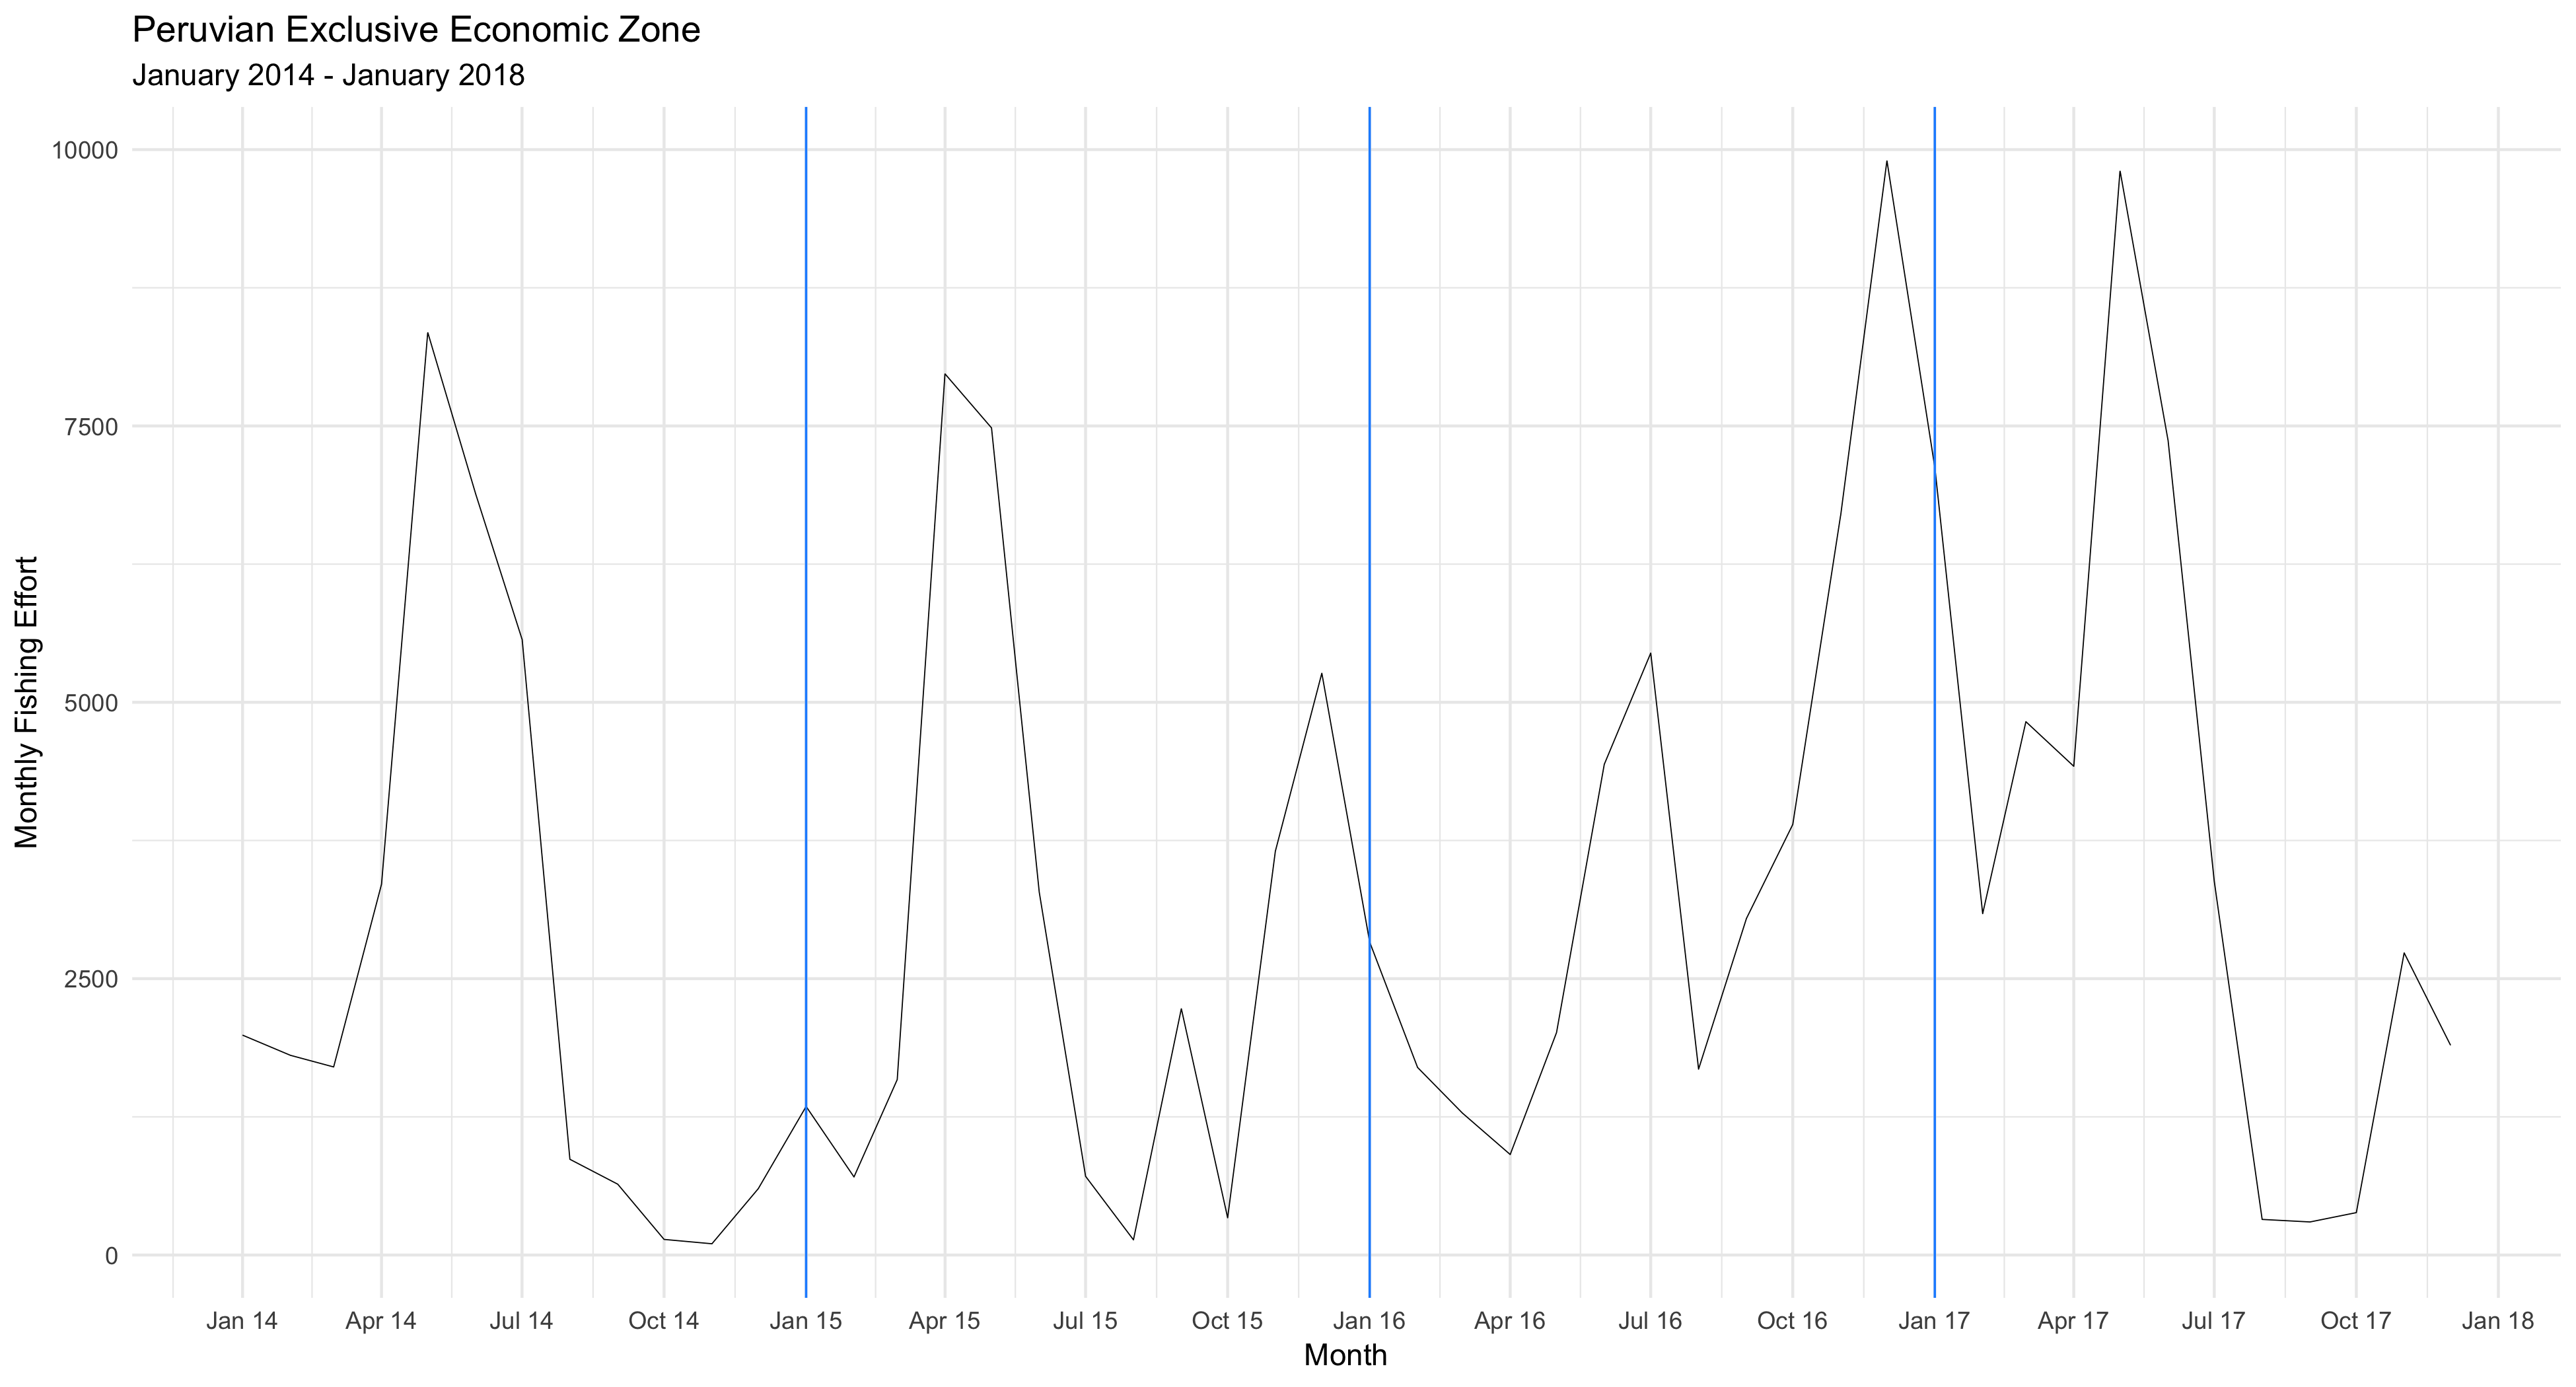 Peruvian Exclusive Economic Zone
January 2014 - January 2018
Monthly Fishing Effort
10000
7500
5000
2500
0
Jan 14 Apr 14 Jul 14 Oct 14 Jan 15 Apr 15 Jul 15 Oct 15 Jan 16 Apr 16 Jul 16 Oct 16 Jan 17 Apr 17 Jul 17 Oct 17 Jan 18
Month